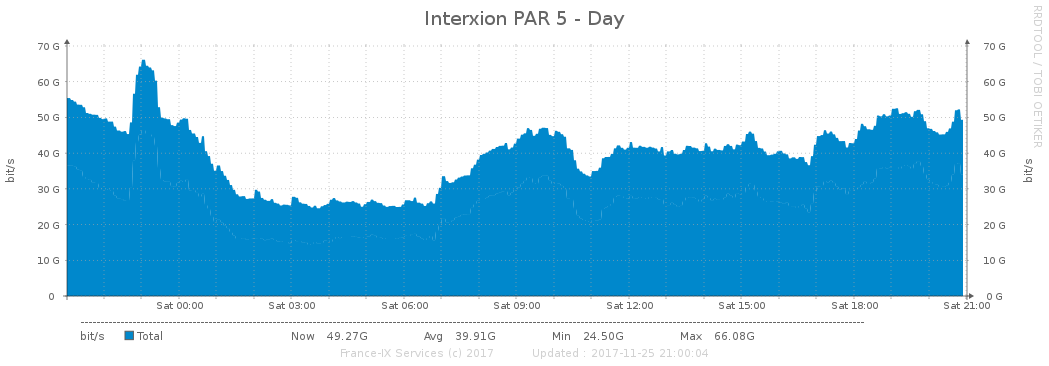 Interxion PAR 5 - Day
RRDTOOL / TOBI OETIKER
70 G 70 G
60 G 60 G
50 G 50 G
40 G 40 G
30 G 30 G
20 G 20 G
10 G 10 G
0 0 G
bit/s
bit/s
Sat 00:00 Sat 03:00 Sat 06:00 Sat 09:00 Sat 12:00 Sat 15:00 Sat 18:00 Sat 21:00
bit/s Total Now 49.27G Avg 39.91G Min 24.50G Max 66.08G
France-IX Services (c) 2017 Updated : 2017-11-25 21:00:04